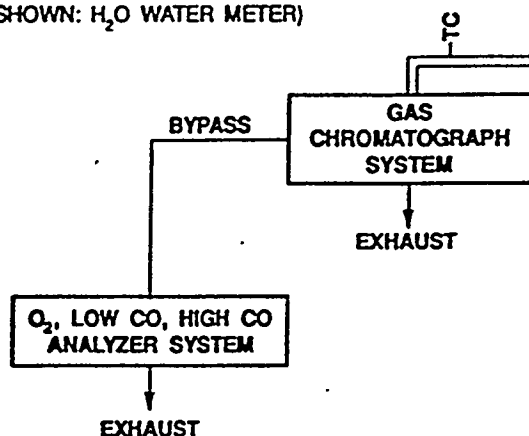 SHOWN: H₂O WATER METER)
TC
GAS
CHROMATOGRAPH
SYSTEM
BYPASS
EXHAUST
O₂, LOW CO, HIGH CO
ANALYZER SYSTEM
EXHAUST